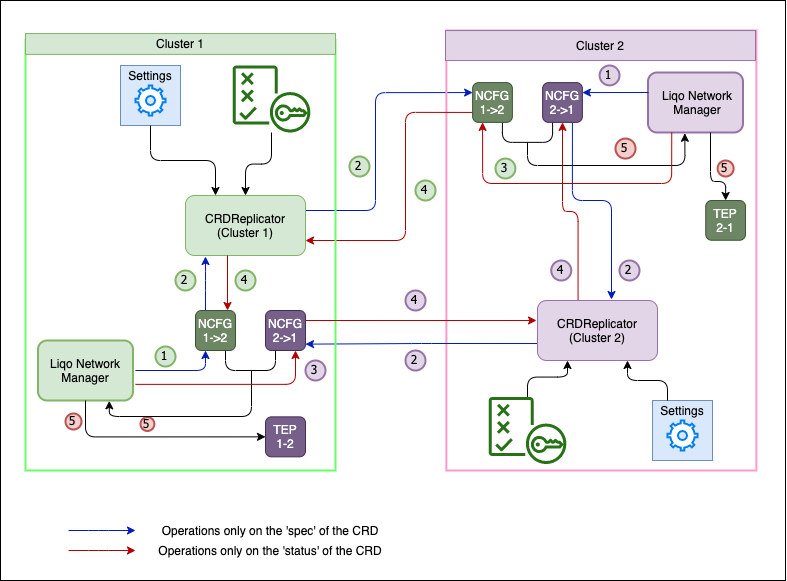 Cluster 1
Settings
CRDReplicator
(Cluster 1)
2
4
2
4
NCFG
1->2
NCFG
2->1
Liqo Network
Manager
1
3
5
5
TEP
1-2
4
2
Cluster 2
NCFG
1->2
NCFG
2->1
1
Liqo Network
Manager
5
3
5
TEP
2-1
4
2
CRDReplicator
(Cluster 2)
Settings
Operations only on the 'spec' of the CRD
Operations only on the 'status' of the CRD